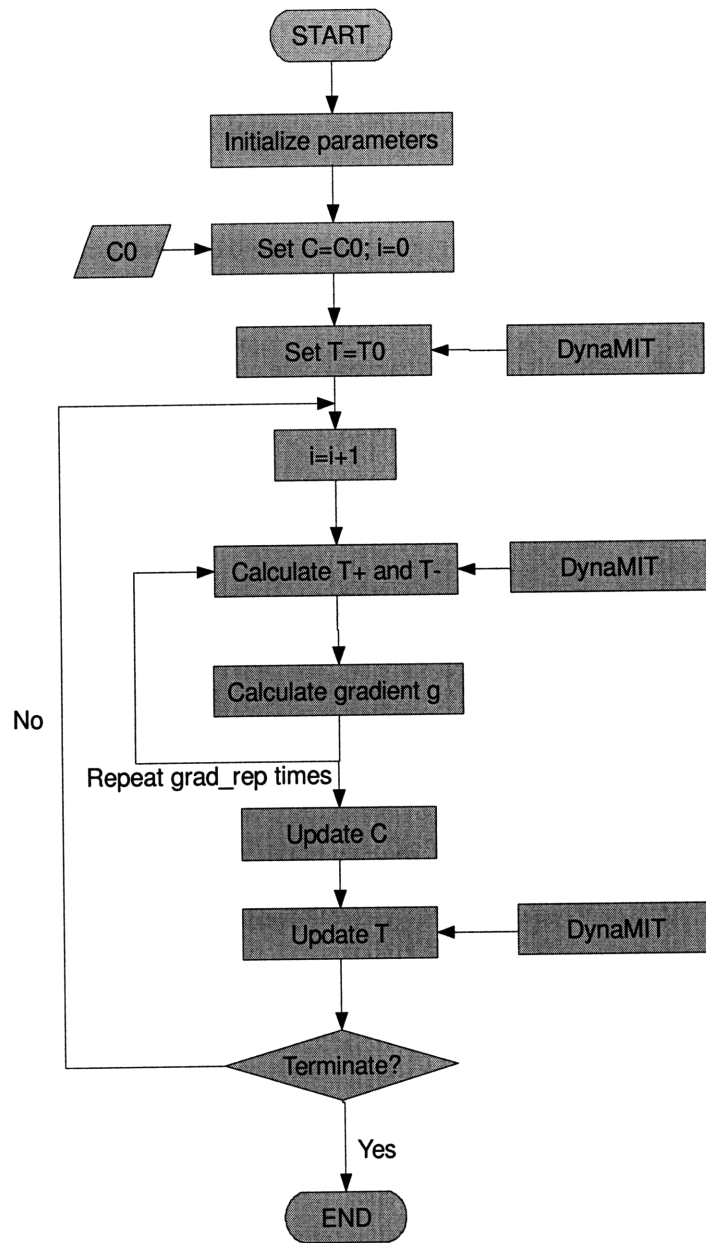 START
Initialize parameters
C0
Set C=C0; i=0
Set T=T0
DynaMIT
i=i+1
Calculate T+ and T-
DynaMIT
Calculate gradient g
No
Repeat grad_rep times
Update C
Update T
DynaMIT
Terminate?
Yes
END